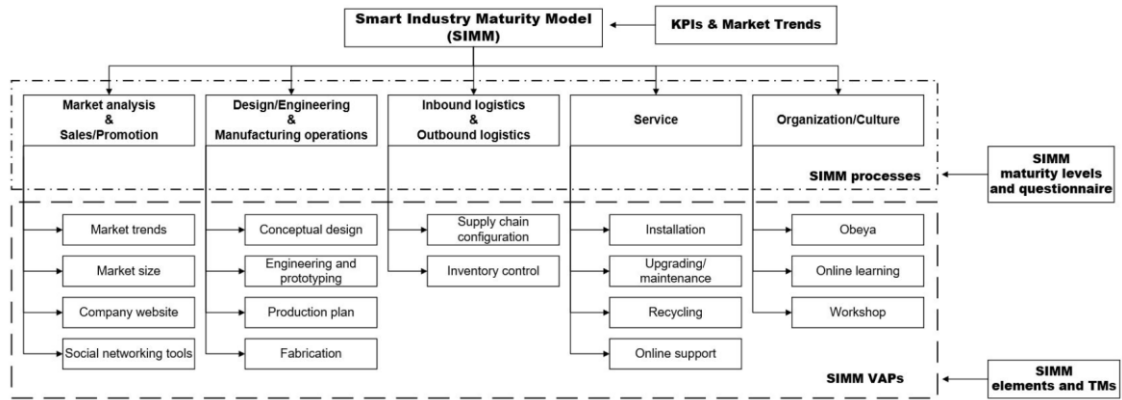 Smart Industry Maturity Model
(SIMM)
KPIs & Market Trends
Market analysis
&
Sales/Promotion
Design/Engineering
&
Manufacturing operations
Inbound logistics
&
Outbound logistics
Service
Organization/Culture
SIMM processes
SIMM
maturity levels
and questionnaire
Market trends
Market size
Company website
Social networking tools
Conceptual design
Engineering and
prototyping
Production plan
Fabrication
Supply chain
configuration
Inventory control
Installation
Upgrading/
maintenance
Recycling
Online support
Obeya
Online learning
Workshop
SIMM VAPs
SIMM
elements and TMs